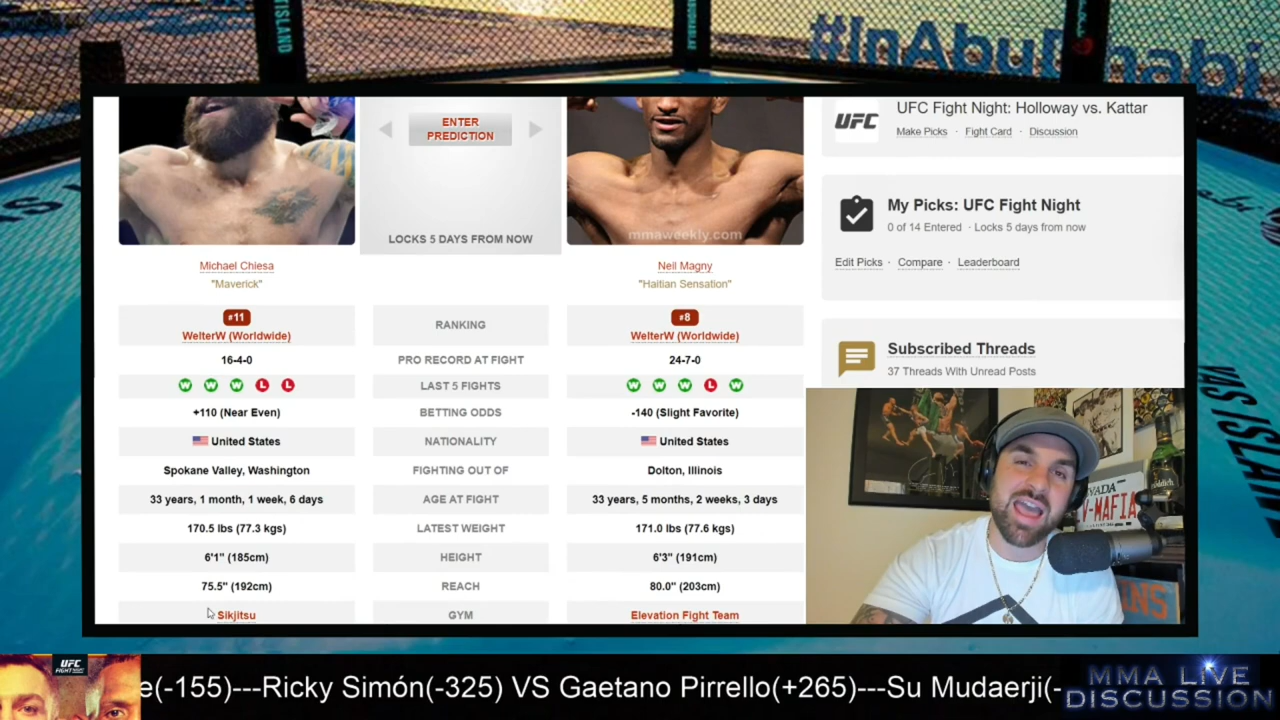 #InAbuDhabi
ENTER
PREDICTION
LOCKS 5 DAYS FROM NOW
mmaweekly.com
Michael Chiesa
"Maverick"
Neil Magny
"Haitian Sensation"
#11
WelterW (Worldwide)
RANKING
#8
WelterW (Worldwide)
16-4-0
PRO RECORD AT FIGHT
24-7-0
W W W L L
LAST 5 FIGHTS
W W W L W
+110 (Near Even)
BETTING ODDS
-140 (Slight Favorite)
United States
NATIONALITY
United States
Spokane Valley, Washington
FIGHTING OUT OF
Dolton, Illinois
33 years, 1 month, 1 week, 6 days
AGE AT FIGHT
33 years, 5 months, 2 weeks, 3 days
170.5 lbs (77.3 kgs)
LATEST WEIGHT
171.0 lbs (77.6 kgs)
6'1" (185cm)
HEIGHT
6'3" (191cm)
75.5" (192cm)
REACH
80.0" (203cm)
Sikjitsu
GYM
Elevation Fight Team
UFC
UFC Fight Night: Holloway vs. Kattar
Make Picks · Fight Card · Discussion
My Picks: UFC Fight Night
0 of 14 Entered · Locks 5 days from now
Edit Picks · Compare · Leaderboard
Subscribed Threads
37 Threads With Unread Posts
V-MAFIA
UFC
FIGHT NIGHT
e(-155)---Ricky Simón(-325) VS Gaetano Pirrello(+265)---Su Mudaerji(-
MMA LIVE
DISCUSSION